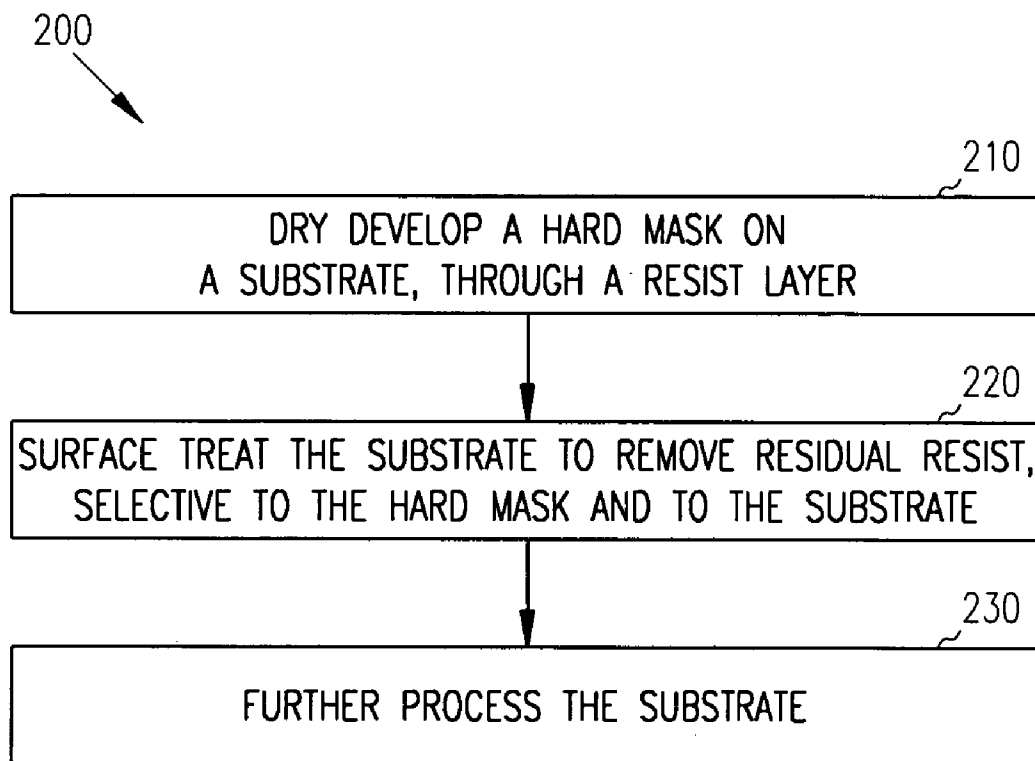 200
210
DRY DEVELOP A HARD MASK ON
A SUBSTRATE, THROUGH A RESIST LAYER
220
SURFACE TREAT THE SUBSTRATE TO REMOVE RESIDUAL RESIST,
SELECTIVE TO THE HARD MASK AND TO THE SUBSTRATE
230
FURTHER PROCESS THE SUBSTRATE